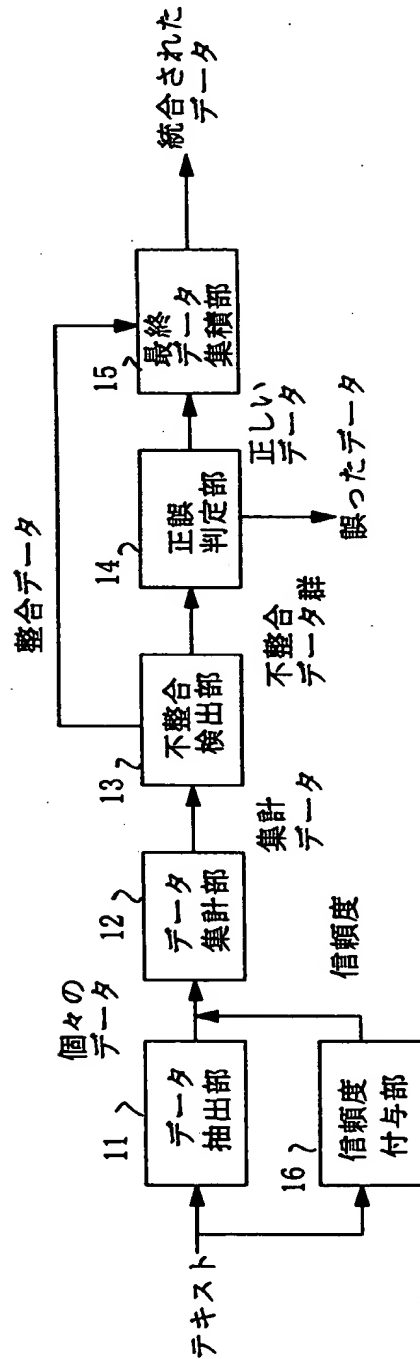 テキスト
11
データ
抽出部
16
信頼度
付与部
個々の
データ
信頼度
12
データ
集計部
集計
データ
13
不整合
検出部
整合データ
不整合
データ群
14
正誤
判定部
正しい
データ
誤ったデータ
15
最終
データ
集積部
統合された
データ